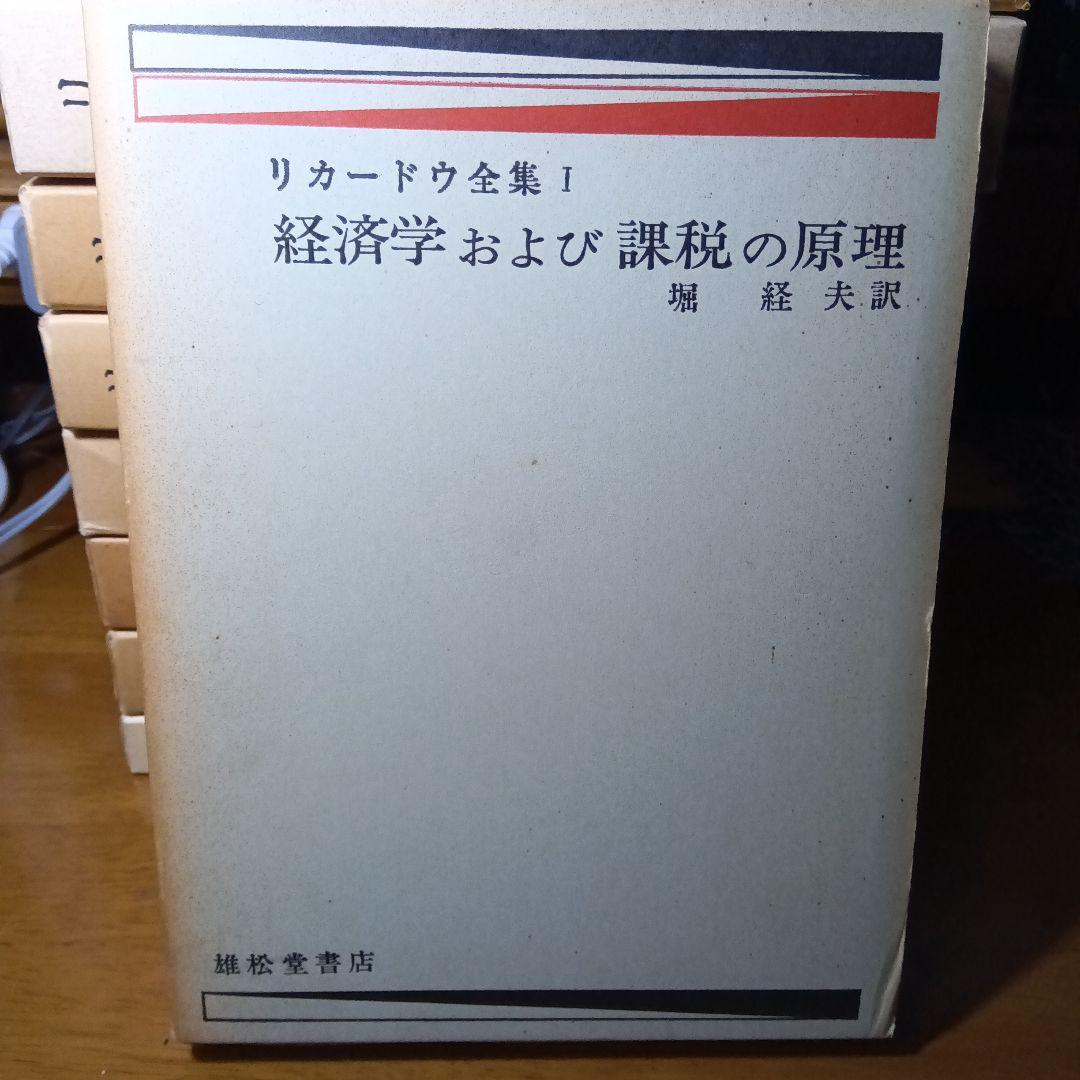 リカードウ全集 I
経済学および課税の原理
堀 経夫訳
雄松堂書店